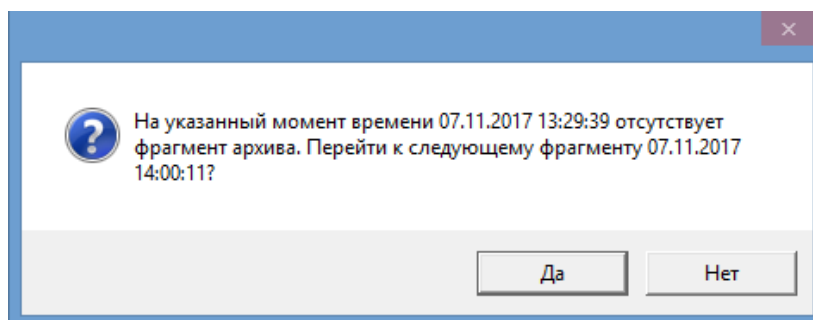 На указанный момент времени 07.11.2017 13:29:39 отсутствует
фрагмент архива. Перейти к следующему фрагменту 07.11.2017
14:00:11?
Да Нет